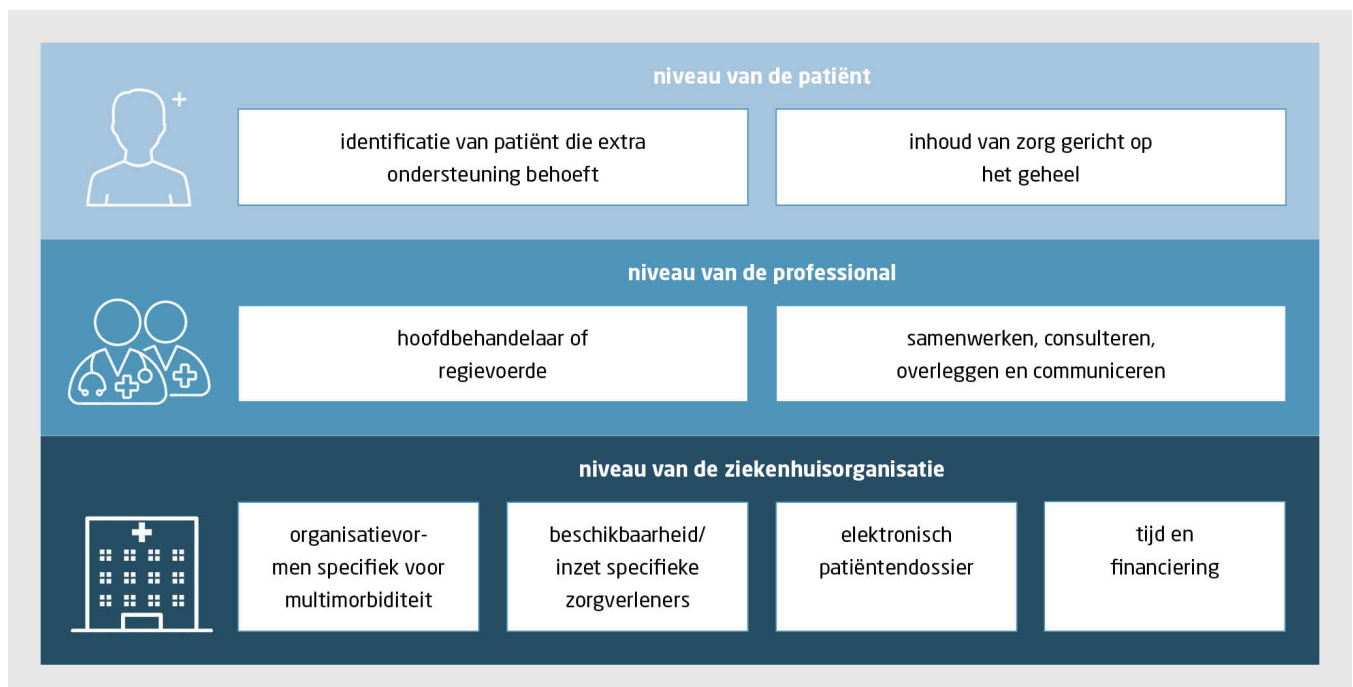 niveau van de patiënt
identificatie van patiënt die extra
ondersteuning behoeft
inhoud van zorg gericht op
het geheel
niveau van de professional
hoofdbehandelaar of
regievoerde
samenwerken, consulteren,
overleggen en communiceren
niveau van de ziekenhuisorganisatie
organisatievor-
men specifiek voor
multimorbiditeit
beschikbaarheid/
inzet specifieke
zorgverleners
elektronisch
patiëntendossier
tijd en
financiering